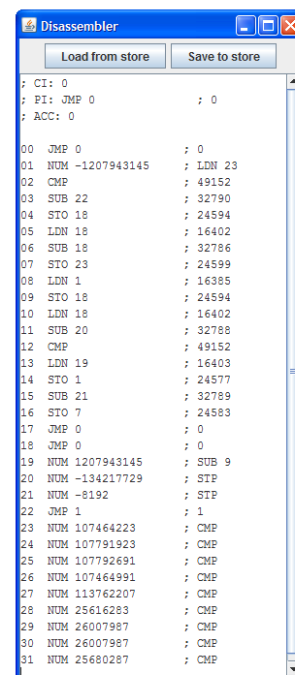 Disassembler
Load from store Save to store
; CI: 0
; PI: JMP 0 ; 0
; ACC: 0
00 JMP 0 ; 0
01 NUM -1207943145 ; LDN 23
02 CMP ; 49152
03 SUB 22 ; 32790
04 STO 18 ; 24594
05 LDN 18 ; 16402
06 SUB 18 ; 32786
07 STO 23 ; 24599
08 LDN 1 ; 16385
09 STO 18 ; 24594
10 LDN 18 ; 16402
11 SUB 20 ; 32788
12 CMP ; 49152
13 LDN 19 ; 16403
14 STO 1 ; 24577
15 SUB 21 ; 32789
16 STO 7 ; 24583
17 JMP 0 ; 0
18 JMP 0 ; 0
19 NUM 1207943145 ; SUB 9
20 NUM -134217729 ; STP
21 NUM -8192 ; STP
22 JMP 1 ; 1
23 NUM 107464223 ; CMP
24 NUM 107791923 ; CMP
25 NUM 107792691 ; CMP
26 NUM 107464991 ; CMP
27 NUM 113762207 ; CMP
28 NUM 25616283 ; CMP
29 NUM 26007987 ; CMP
30 NUM 26007987 ; CMP
31 NUM 25680287 ; CMP